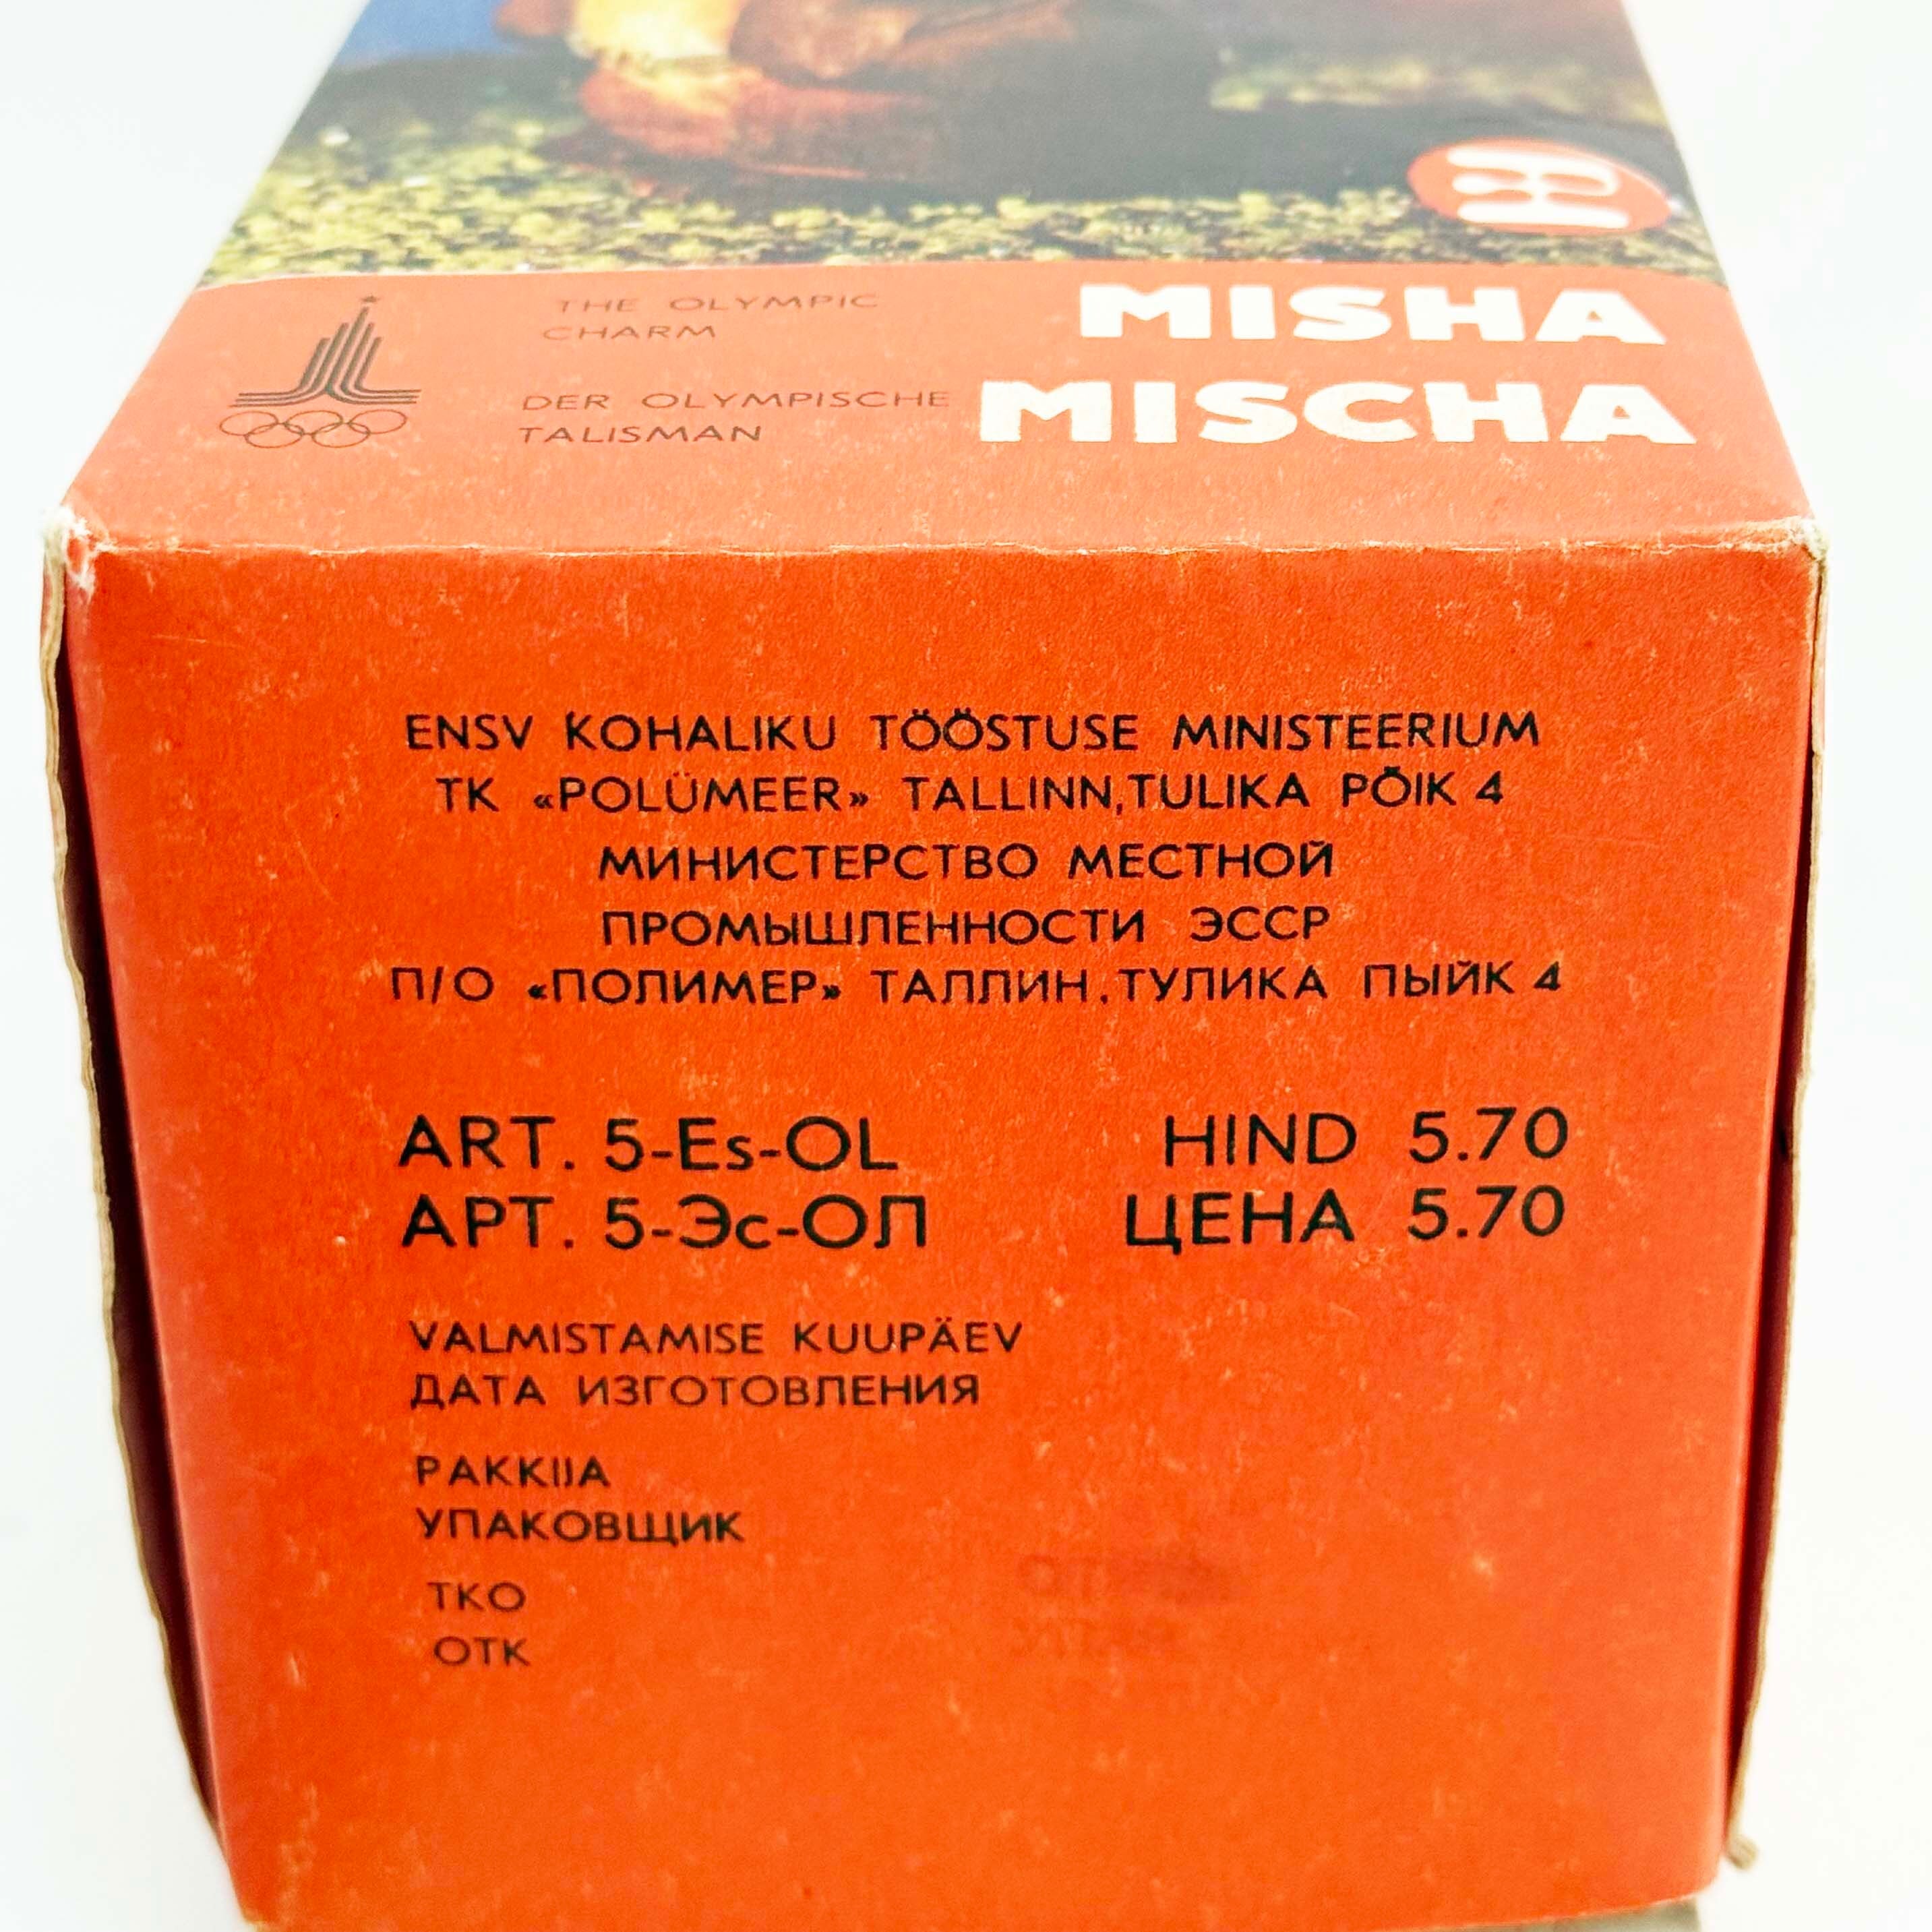 THE OLYMPIC
CHARM
MISHA
DER OLYMPISCHE
TALISMAN
MISCHA
ENSV KOHALIKU TÖÖSTUSE MINISTEERIUM
TK «POLÜMEER» TALLINN, TULIKA PÕIK 4
МИНИСТЕРСТВО МЕСТНОЙ
ПРОМЫШЛЕННОСТИ ЭССР
П/О «ПОЛИМЕР» ТАЛЛИН, ТУЛИКА ПЫЙК 4
ART. 5-Es-OL HIND 5.70
АРТ. 5-Эс-ОЛ ЦЕНА 5.70
VALMISTAMISE KUUPÄEV
ДАТА ИЗГОТОВЛЕНИЯ
PAKKIJA
УПАКОВЩИК
TKO
ОТК